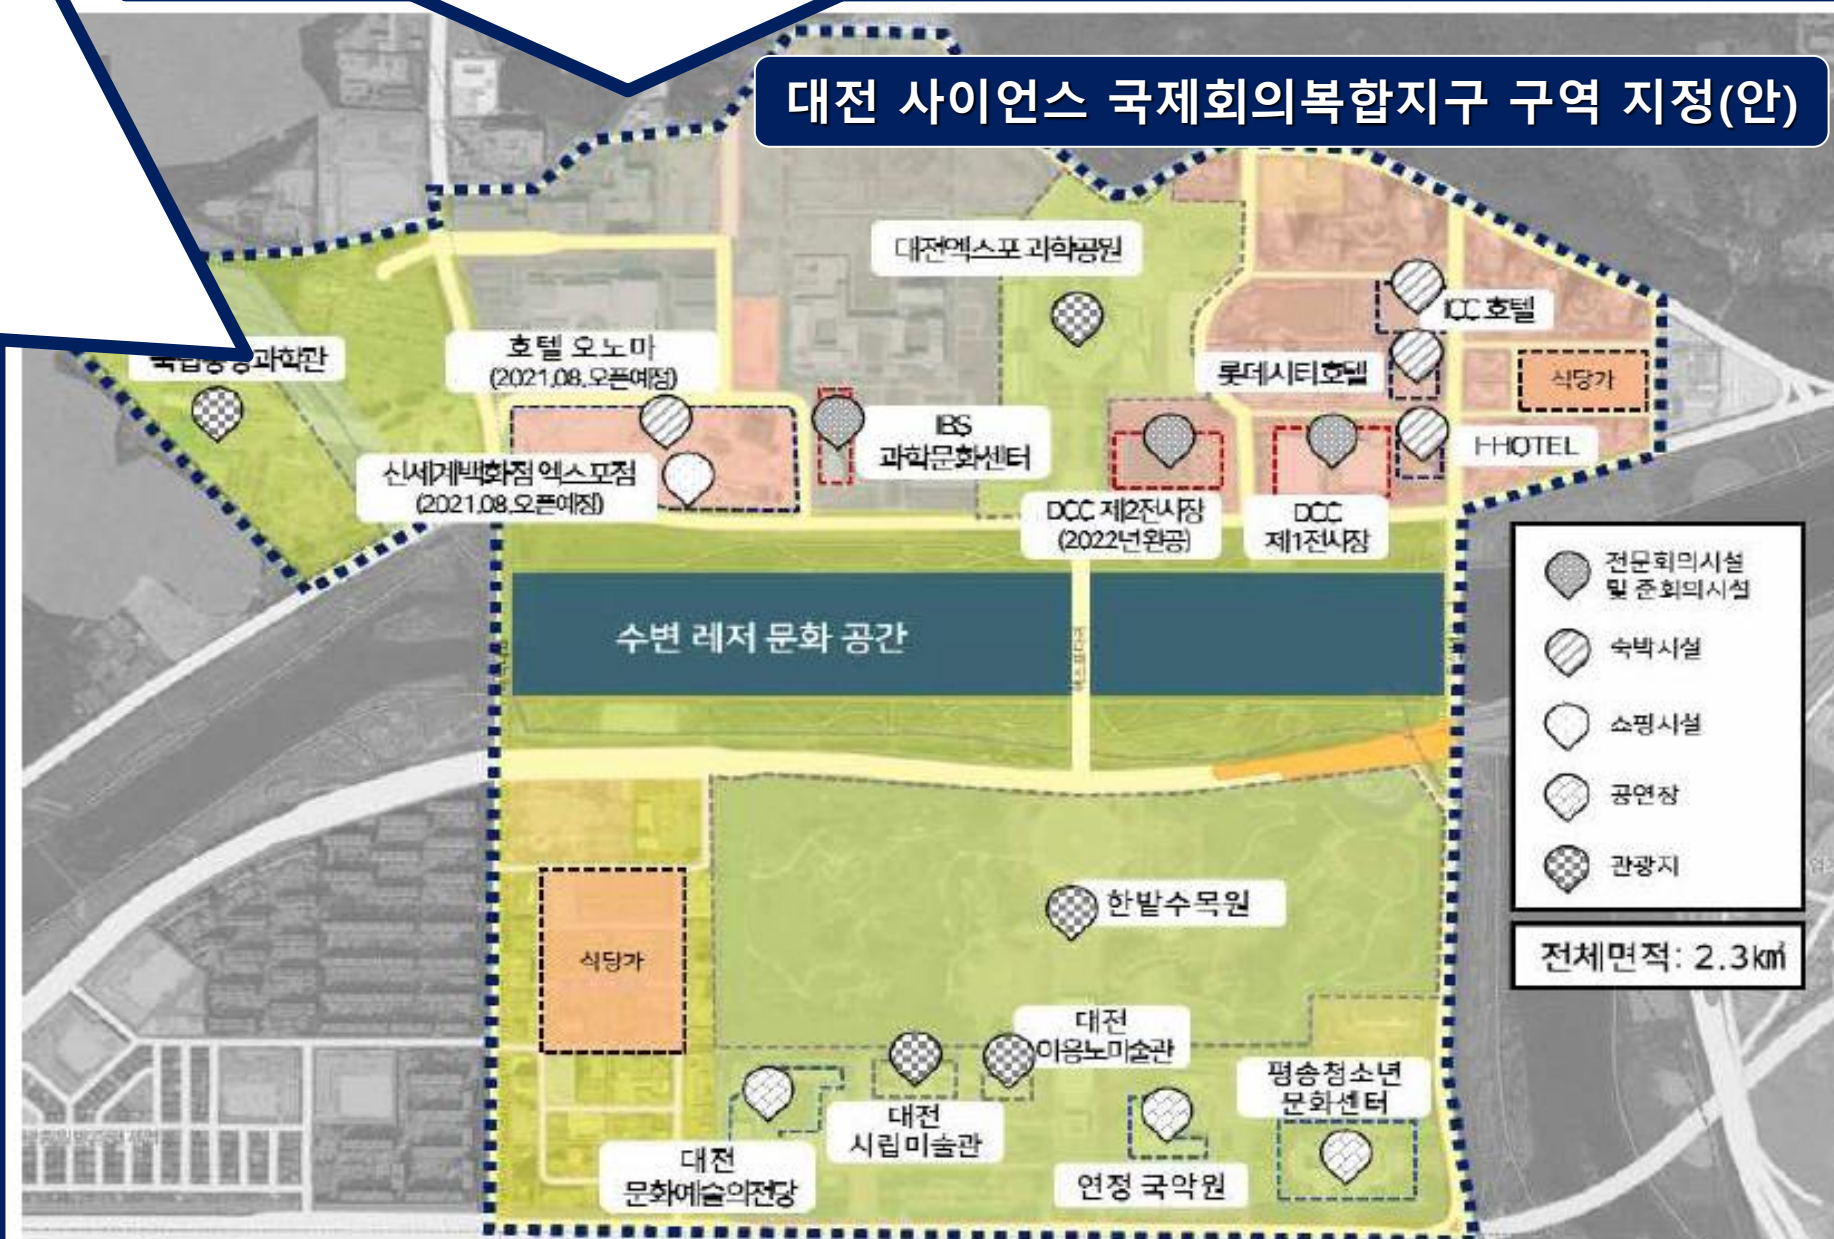 대전 사이언스 국제회의복합지구 구역 지정(안)
대전엑스포 과학공원
ICC 호텔
호텔 오노마
(2021.08.오픈예정)
과학관
롯데시티호텔
식당가
IBS
과학문화센터
HOTEL
신세계백화점 엑스포점
(2021.08.오픈예정)
DCC 제2전시장
(2022년완공)
DCC
제1전시장
전문회의시설
및 준회의시설
숙박시설
쇼핑시설
공연장
관광지
전체면적: 2.3㎢
수변 레저 문화 공간
엑스포다리
한밭수목원
식당가
대전
이응노미술관
평송청소년
문화센터
대전
시립미술관
대전
문화예술의전당
연정 국악원